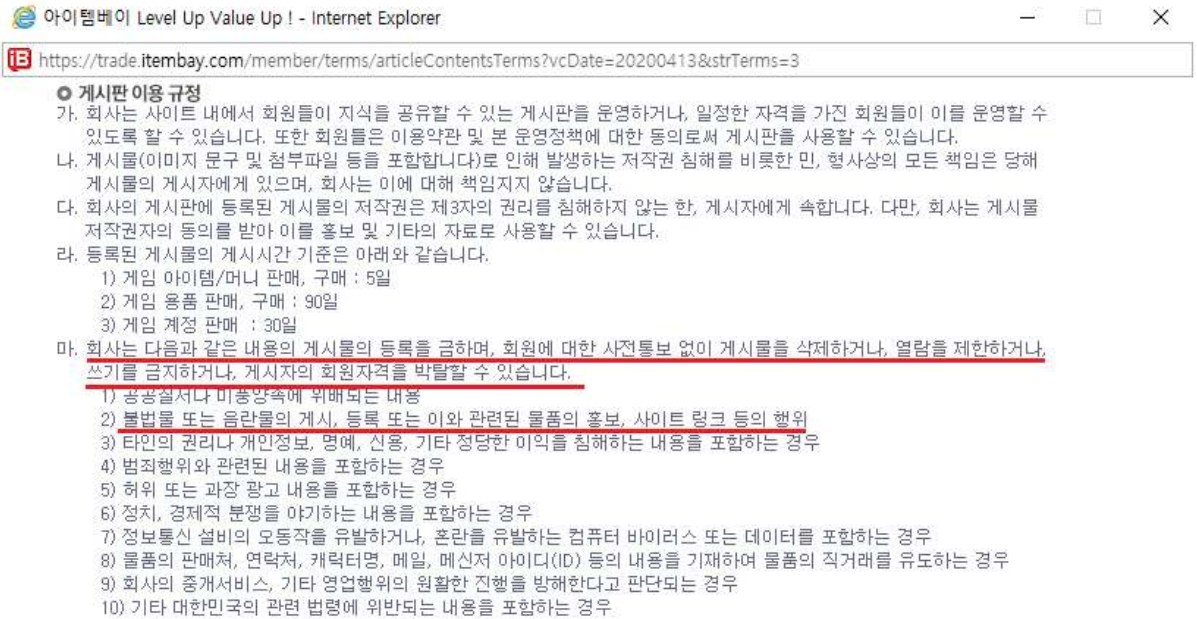 아이템베이 Level Up Value Up ! - Internet Explorer
iB https://trade.itembay.com/member/terms/articleContentsTerms?vcDate=20200413&strTerms=3
게시판 이용 규정
가. 회사는 사이트 내에서 회원들이 지식을 공유할 수 있는 게시판을 운영하거나, 일정한 자격을 가진 회원들이 이를 운영할 수
있도록 할 수 있습니다. 또한 회원들은 이용약관 및 본 운영정책에 대한 동의로써 게시판을 사용할 수 있습니다.
나. 게시물(이미지 문구 및 첨부파일 등을 포함합니다)로 인해 발생하는 저작권 침해를 비롯한 민, 형사상의 모든 책임은 당해
게시물의 게시자에게 있으며, 회사는 이에 대해 책임지지 않습니다.
다. 회사의 게시판에 등록된 게시물의 저작권은 제3자의 권리를 침해하지 않는 한, 게시자에게 속합니다. 다만, 회사는 게시물
저작권자의 동의를 받아 이를 홍보 및 기타의 자료로 사용할 수 있습니다.
라. 등록된 게시물의 게시시간 기준은 아래와 같습니다.
1) 게임 아이템/머니 판매, 구매 : 5일
2) 게임 용품 판매, 구매 : 90일
3) 게임 계정 판매 : 30일
마. 회사는 다음과 같은 내용의 게시물의 등록을 금하며, 회원에 대한 사전통보 없이 게시물을 삭제하거나, 열람을 제한하거나,
쓰기를 금지하거나, 게시자의 회원자격을 박탈할 수 있습니다.
1) 공공질서나 미풍양속에 위배되는 내용
2) 불법물 또는 음란물의 게시, 등록 또는 이와 관련된 물품의 홍보, 사이트 링크 등의 행위
3) 타인의 권리나 개인정보, 명예, 신용, 기타 정당한 이익을 침해하는 내용을 포함하는 경우
4) 범죄행위와 관련된 내용을 포함하는 경우
5) 허위 또는 과장 광고 내용을 포함하는 경우
6) 정치, 경제적 분쟁을 야기하는 내용을 포함하는 경우
7) 정보통신 설비의 오동작을 유발하거나, 혼란을 유발하는 컴퓨터 바이러스 또는 데이터를 포함하는 경우
8) 물품의 판매처, 연락처, 캐릭터명, 메일, 메신저 아이디(ID) 등의 내용을 기재하여 물품의 직거래를 유도하는 경우
9) 회사의 중개서비스, 기타 영업행위의 원활한 진행을 방해한다고 판단되는 경우
10) 기타 대한민국의 관련 법령에 위반되는 내용을 포함하는 경우